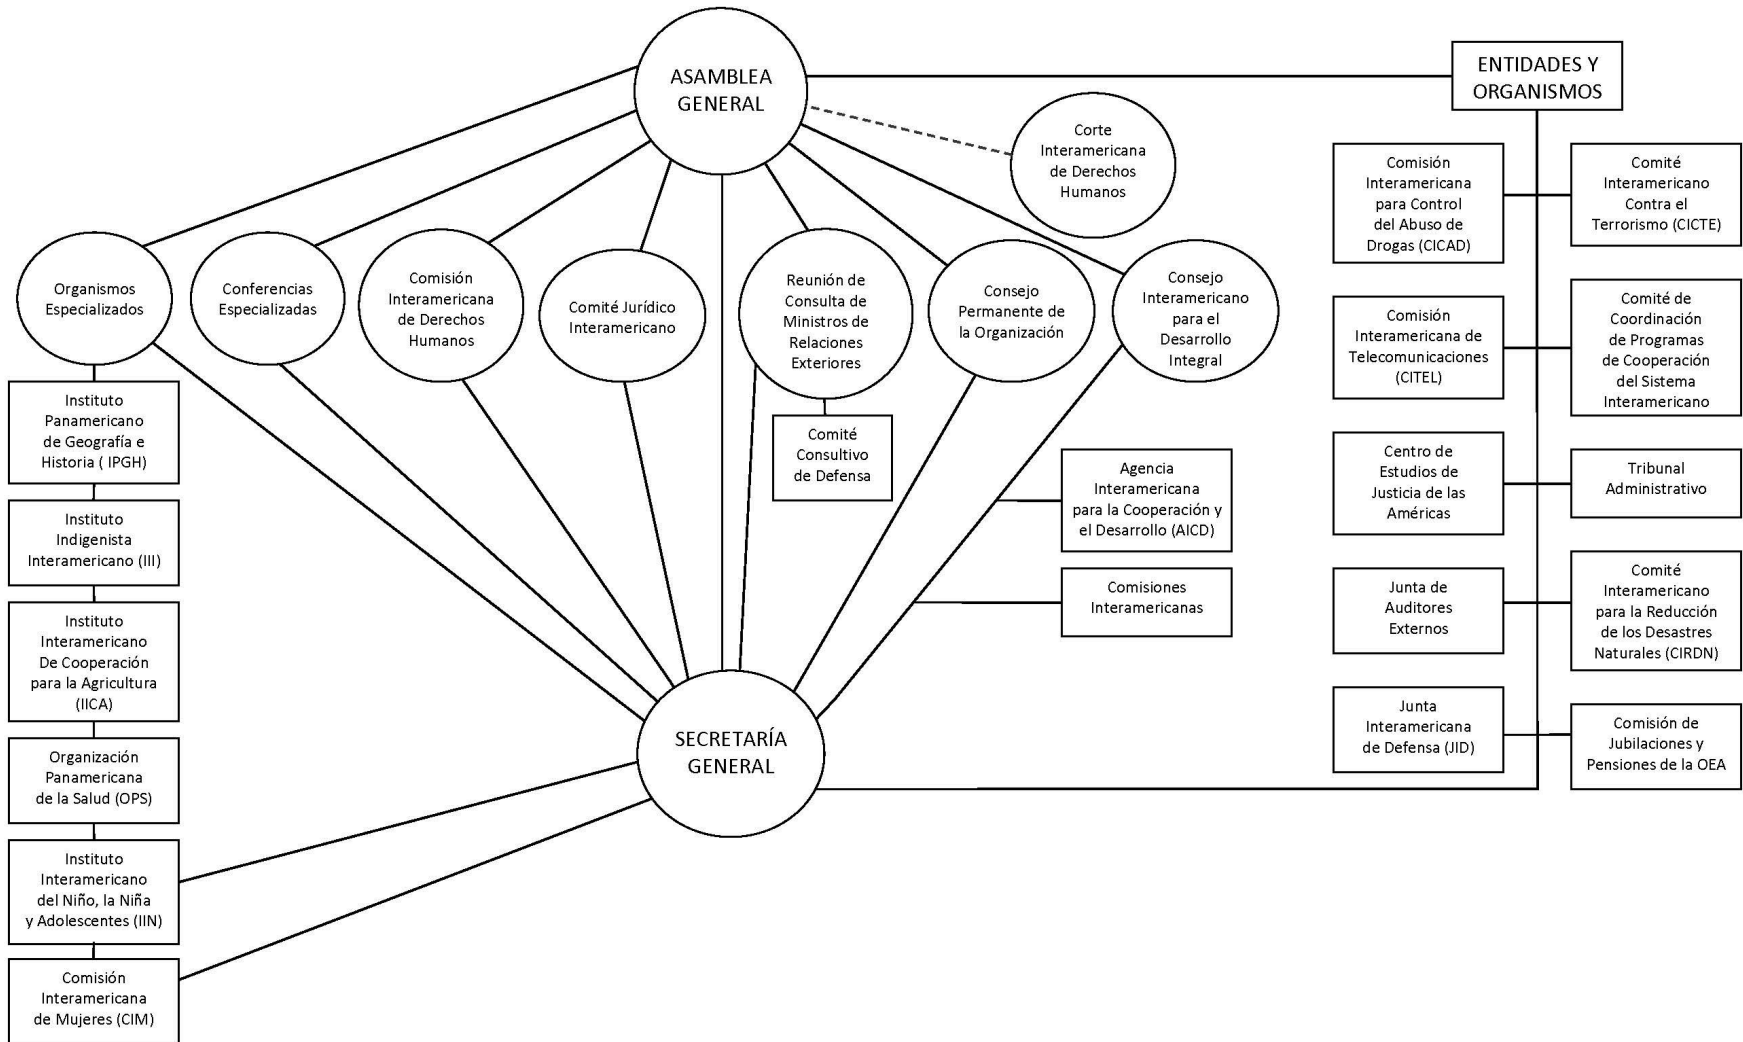 ASAMBLEA
GENERAL
ENTIDADES Y
ORGANISMOS
Corte
Interamericana
de Derechos
Humanos
Organismos
Especializados
Conferencias
Especializadas
Comisión
Interamericana
de Derechos
Humanos
Comité Jurídico
Interamericano
Reunión de
Consulta de
Ministros de
Relaciones
Exteriores
Consejo
Permanente de
la Organización
Consejo
Interamericano
para el
Desarrollo
Integral
Comité
Consultivo
de Defensa
Agencia
Interamericana
para la Cooperación y
el Desarrollo (AICD)
Comisiones
Interamericanas
Instituto
Panamericano
de Geografía e
Historia ( IPGH)
Instituto
Indigenista
Interamericano (III)
Instituto
Interamericano
De Cooperación
para la Agricultura
(IICA)
Organización
Panamericana
de la Salud (OPS)
Instituto
Interamericano
del Niño, la Niña
y Adolescentes (IIN)
Comisión
Interamericana
de Mujeres (CIM)
SECRETARÍA
GENERAL
Comisión
Interamericana
para Control
del Abuso de
Drogas (CICAD)
Comité
Interamericano
Contra el
Terrorismo (CICTE)
Comisión
Interamericana de
Telecomunicaciones
(CITEL)
Comité de
Coordinación
de Programas
de Cooperación
del Sistema
Interamericano
Centro de
Estudios de
Justicia de las
Américas
Tribunal
Administrativo
Junta de
Auditores
Externos
Comité
Interamericano
para la Reducción
de los Desastres
Naturales (CIRDN)
Junta
Interamericana
de Defensa (JID)
Comisión de
Jubilaciones y
Pensiones de la OEA